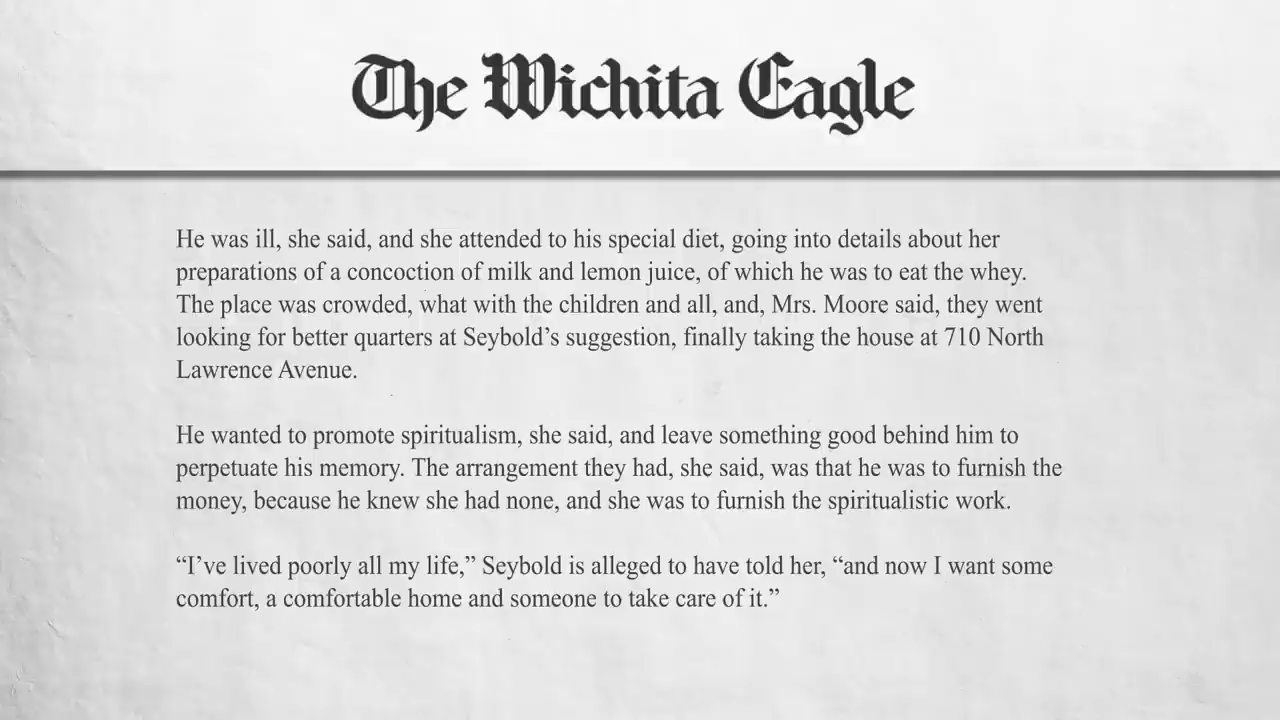 The Wichita Eagle
He was ill, she said, and she attended to his special diet, going into details about her
preparations of a concoction of milk and lemon juice, of which he was to eat the whey.
The place was crowded, what with the children and all, and, Mrs. Moore said, they went
looking for better quarters at Seybold’s suggestion, finally taking the house at 710 North
Lawrence Avenue.
He wanted to promote spiritualism, she said, and leave something good behind him to
perpetuate his memory. The arrangement they had, she said, was that he was to furnish the
money, because he knew she had none, and she was to furnish the spiritualistic work.
“I’ve lived poorly all my life,” Seybold is alleged to have told her, “and now I want some
comfort, a comfortable home and someone to take care of it.”